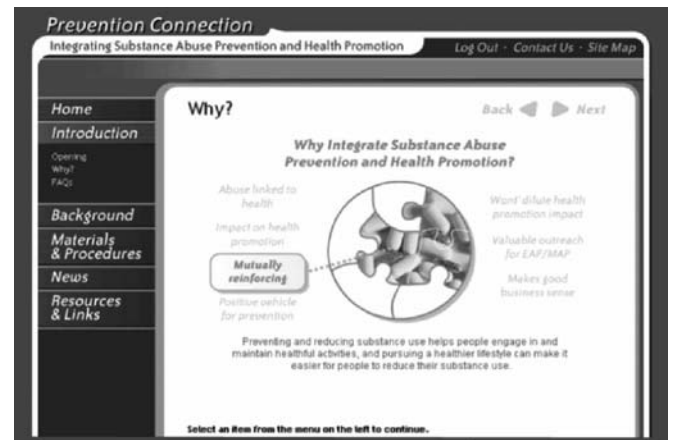 Prevention Connection
Integrating Substance Abuse Prevention and Health Promotion
Log Out - Contact Us - Site Map
Home
Introduction
Opening
Why?
FAQs
Background
Materials
& Procedures
News
Resources
& Links
Why?
Back
Next
Why Integrate Substance Abuse
Prevention and Health Promotion?
Abuse linked to
health
Impact on health
promotion
Mutually
reinforcing
Positive vehicle
for prevention
Won't dilute health
promotion impact
Valuable outreach
for EAP/MAP
Makes good
business sense
Preventing and reducing substance use helps people engage in and
maintain healthful activities, and pursuing a healthier lifestyle can make it
easier for people to reduce their substance use.
Select an item from the menu on the left to continue.